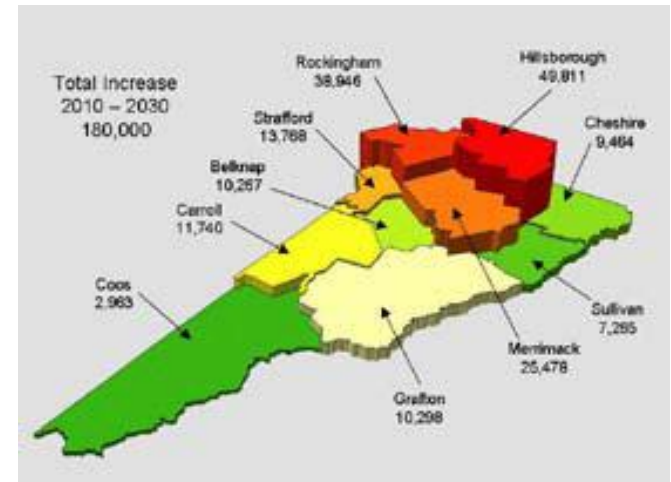 Total Increase
2010 – 2030
180,000
Rockingham
38,946
Hillsborough
49,811
Strafford
13,768
Cheshire
9,464
Belknap
10,267
Carroll
11,740
Coos
2,963
Sullivan
7,265
Merrimack
25,478
Grafton
10,298